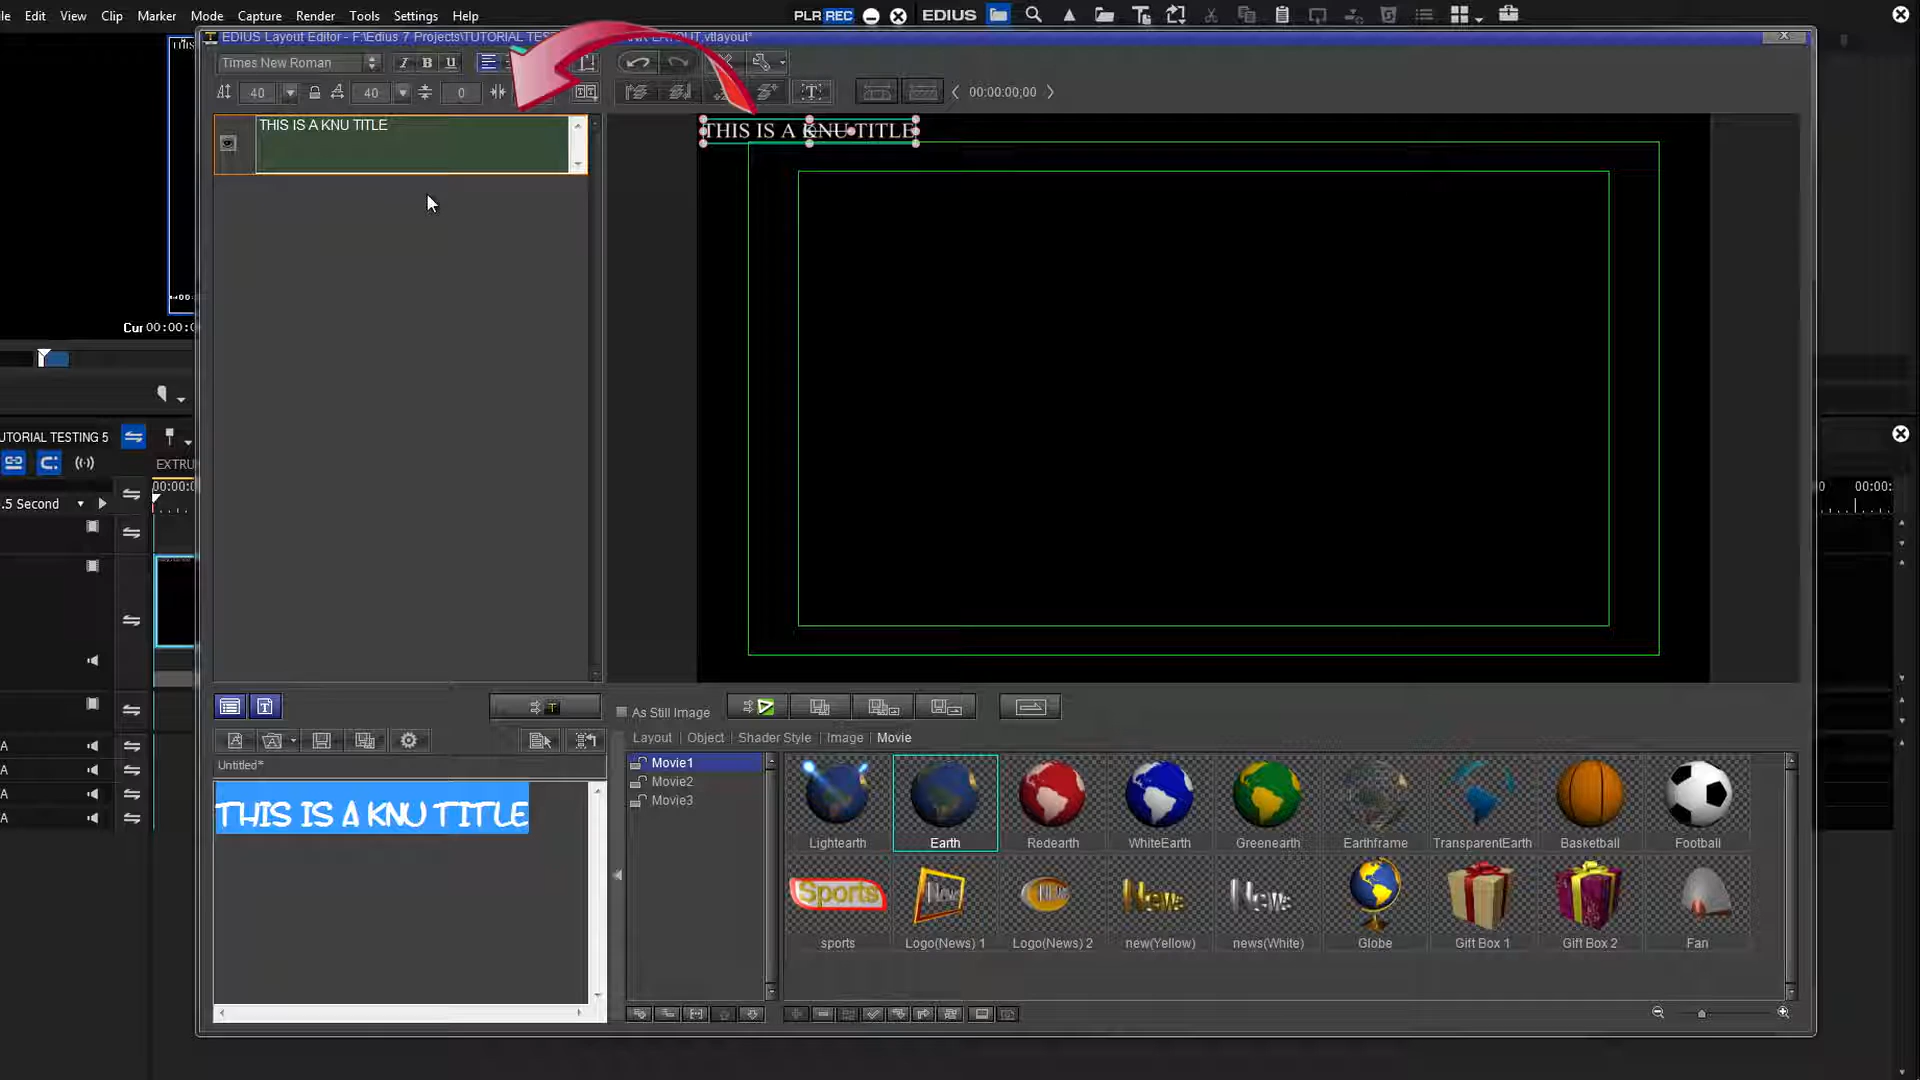 Edit View Clip Marker Mode Capture Render Tools Settings Help
PLR REC
EDIUS
EDIUS Layout Editor - F:\Edius 7 Projects\TUTORIAL
Times New Roman
I B U
40 40 0
00:00:00;00
THIS IS A KNU TITLE
THIS IS A KNU TITLE
Cur 00:00:0
UTORIAL TESTING 5
EXTRU
00:00:0
.5 Second
00:00:
As Still Image
Layout Object Shader Style Image Movie
Untitled*
THIS IS A KNU TITLE
Movie1
Movie2
Movie3
Lightearth Earth Redearth WhiteEarth Greenearth Earthframe TransparentEarth Basketball Football
Sports
News
NEWS
News
News
sports Logo(News) 1 Logo(News) 2 new(Yellow) news(White) Globe Gift Box 1 Gift Box 2 Fan
A
A
A
A